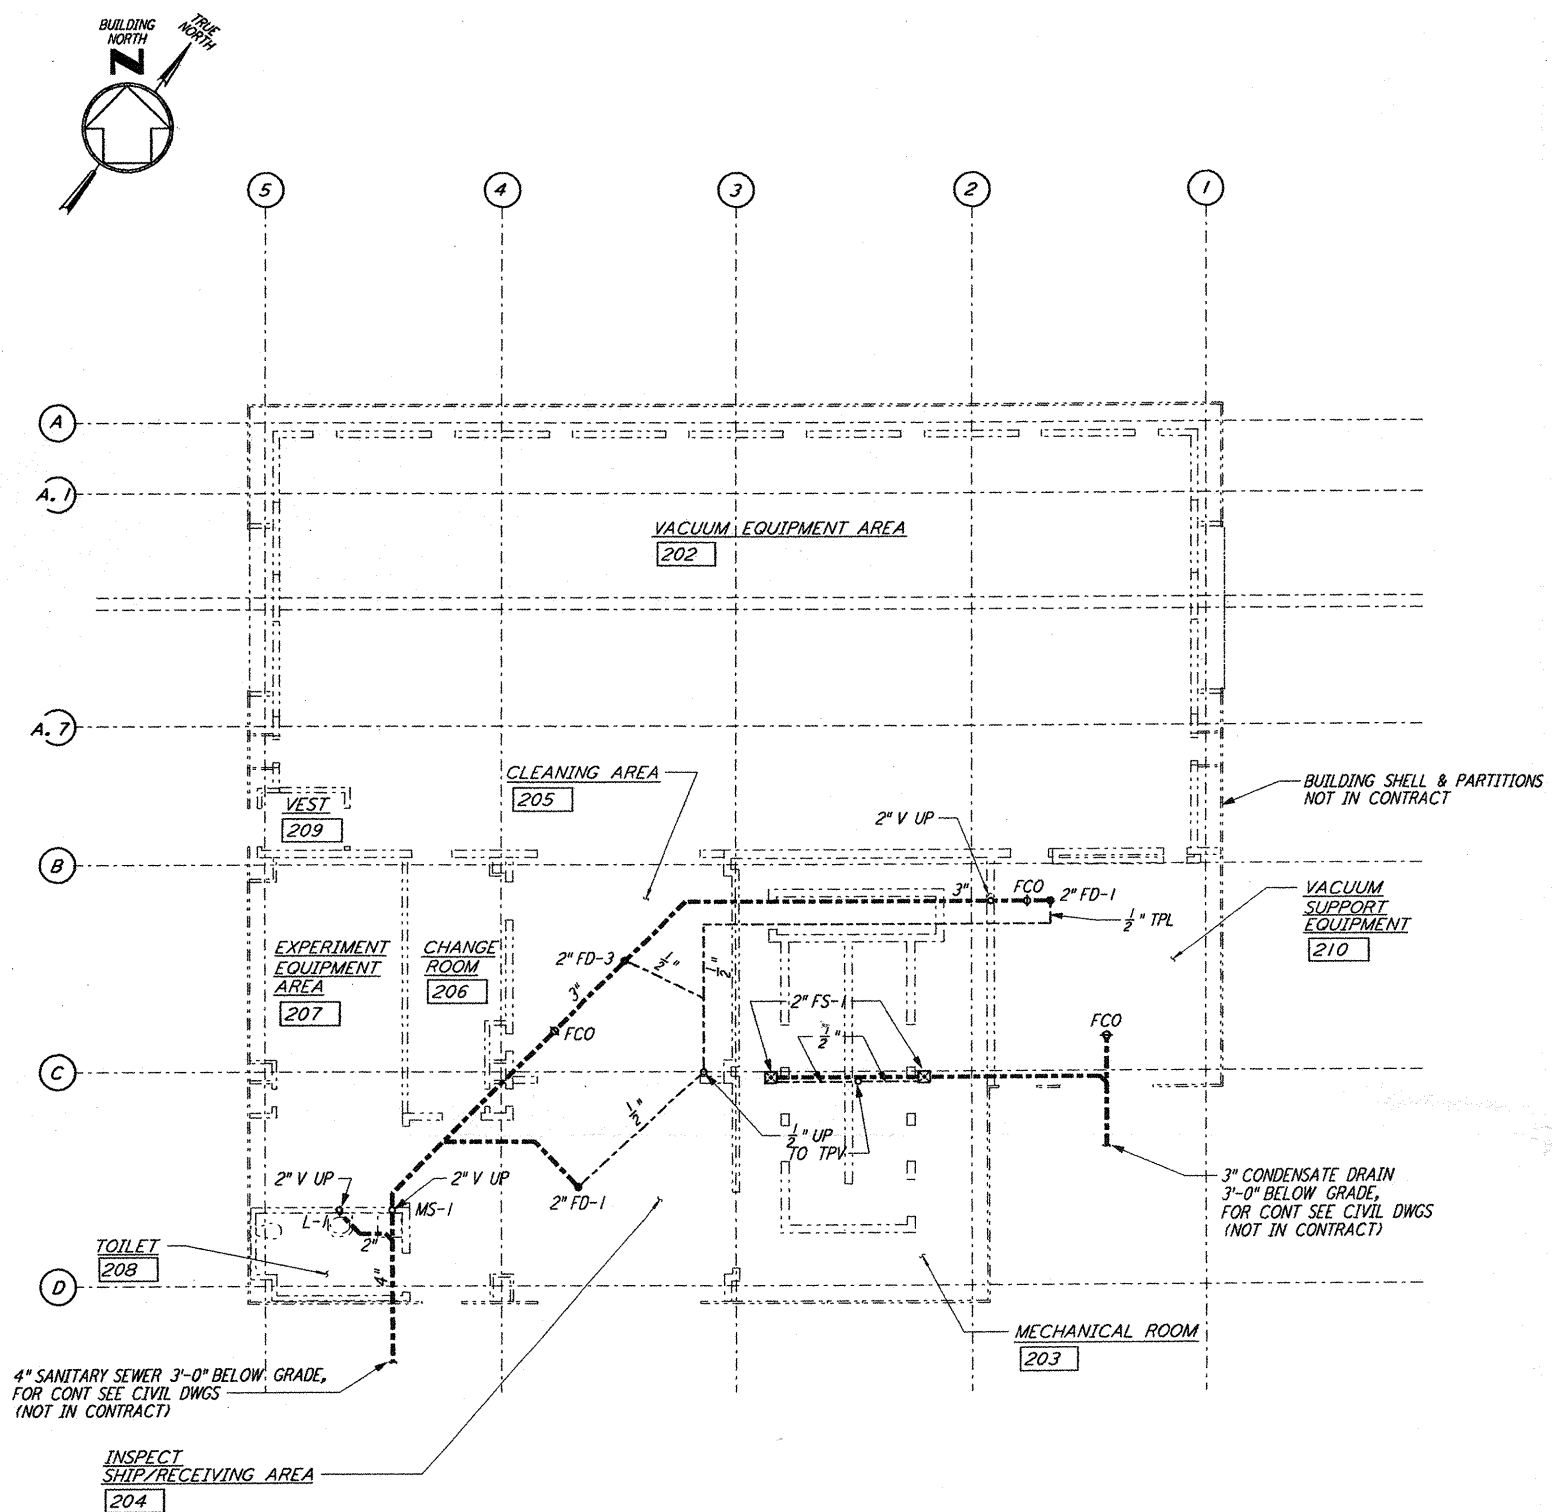 BUILDING
NORTH
TRUE
NORTH
N
5
4
3
2
1
A
A.1
VACUUM EQUIPMENT AREA
202
A.7
CLEANING AREA
205
BUILDING SHELL & PARTITIONS
NOT IN CONTRACT
VEST
209
2" V UP
B
3"
FCO
2" FD-1
VACUUM
SUPPORT
EQUIPMENT
210
1/2" TPL
EXPERIMENT
EQUIPMENT
AREA
207
CHANGE
ROOM
206
2" FD-3
1/2"
1/2"
3"
FCO
2" FS-1
1/2"
FCO
C
1/2"
1/2" UP
TO TPV
2" V UP
2" V UP
2" FD-1
L-1
MS-1
2"
3" CONDENSATE DRAIN
3'-0" BELOW GRADE,
FOR CONT SEE CIVIL DWGS
(NOT IN CONTRACT)
TOILET
208
4"
D
MECHANICAL ROOM
203
4" SANITARY SEWER 3'-0" BELOW GRADE,
FOR CONT SEE CIVIL DWGS
(NOT IN CONTRACT)
INSPECT
SHIP/RECEIVING AREA
204